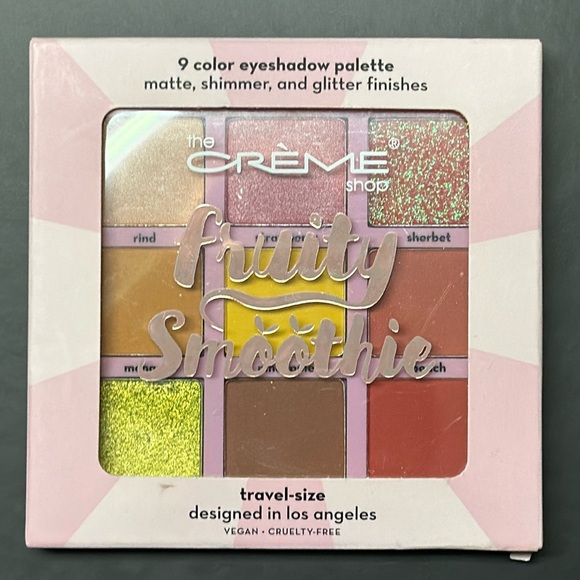 9 color eyeshadow palette
matte, shimmer, and glitter finishes
the
CRÈME®
shop
rind
sherbet
fruity
Smoothie
travel-size
designed in los angeles
VEGAN • CRUELTY-FREE